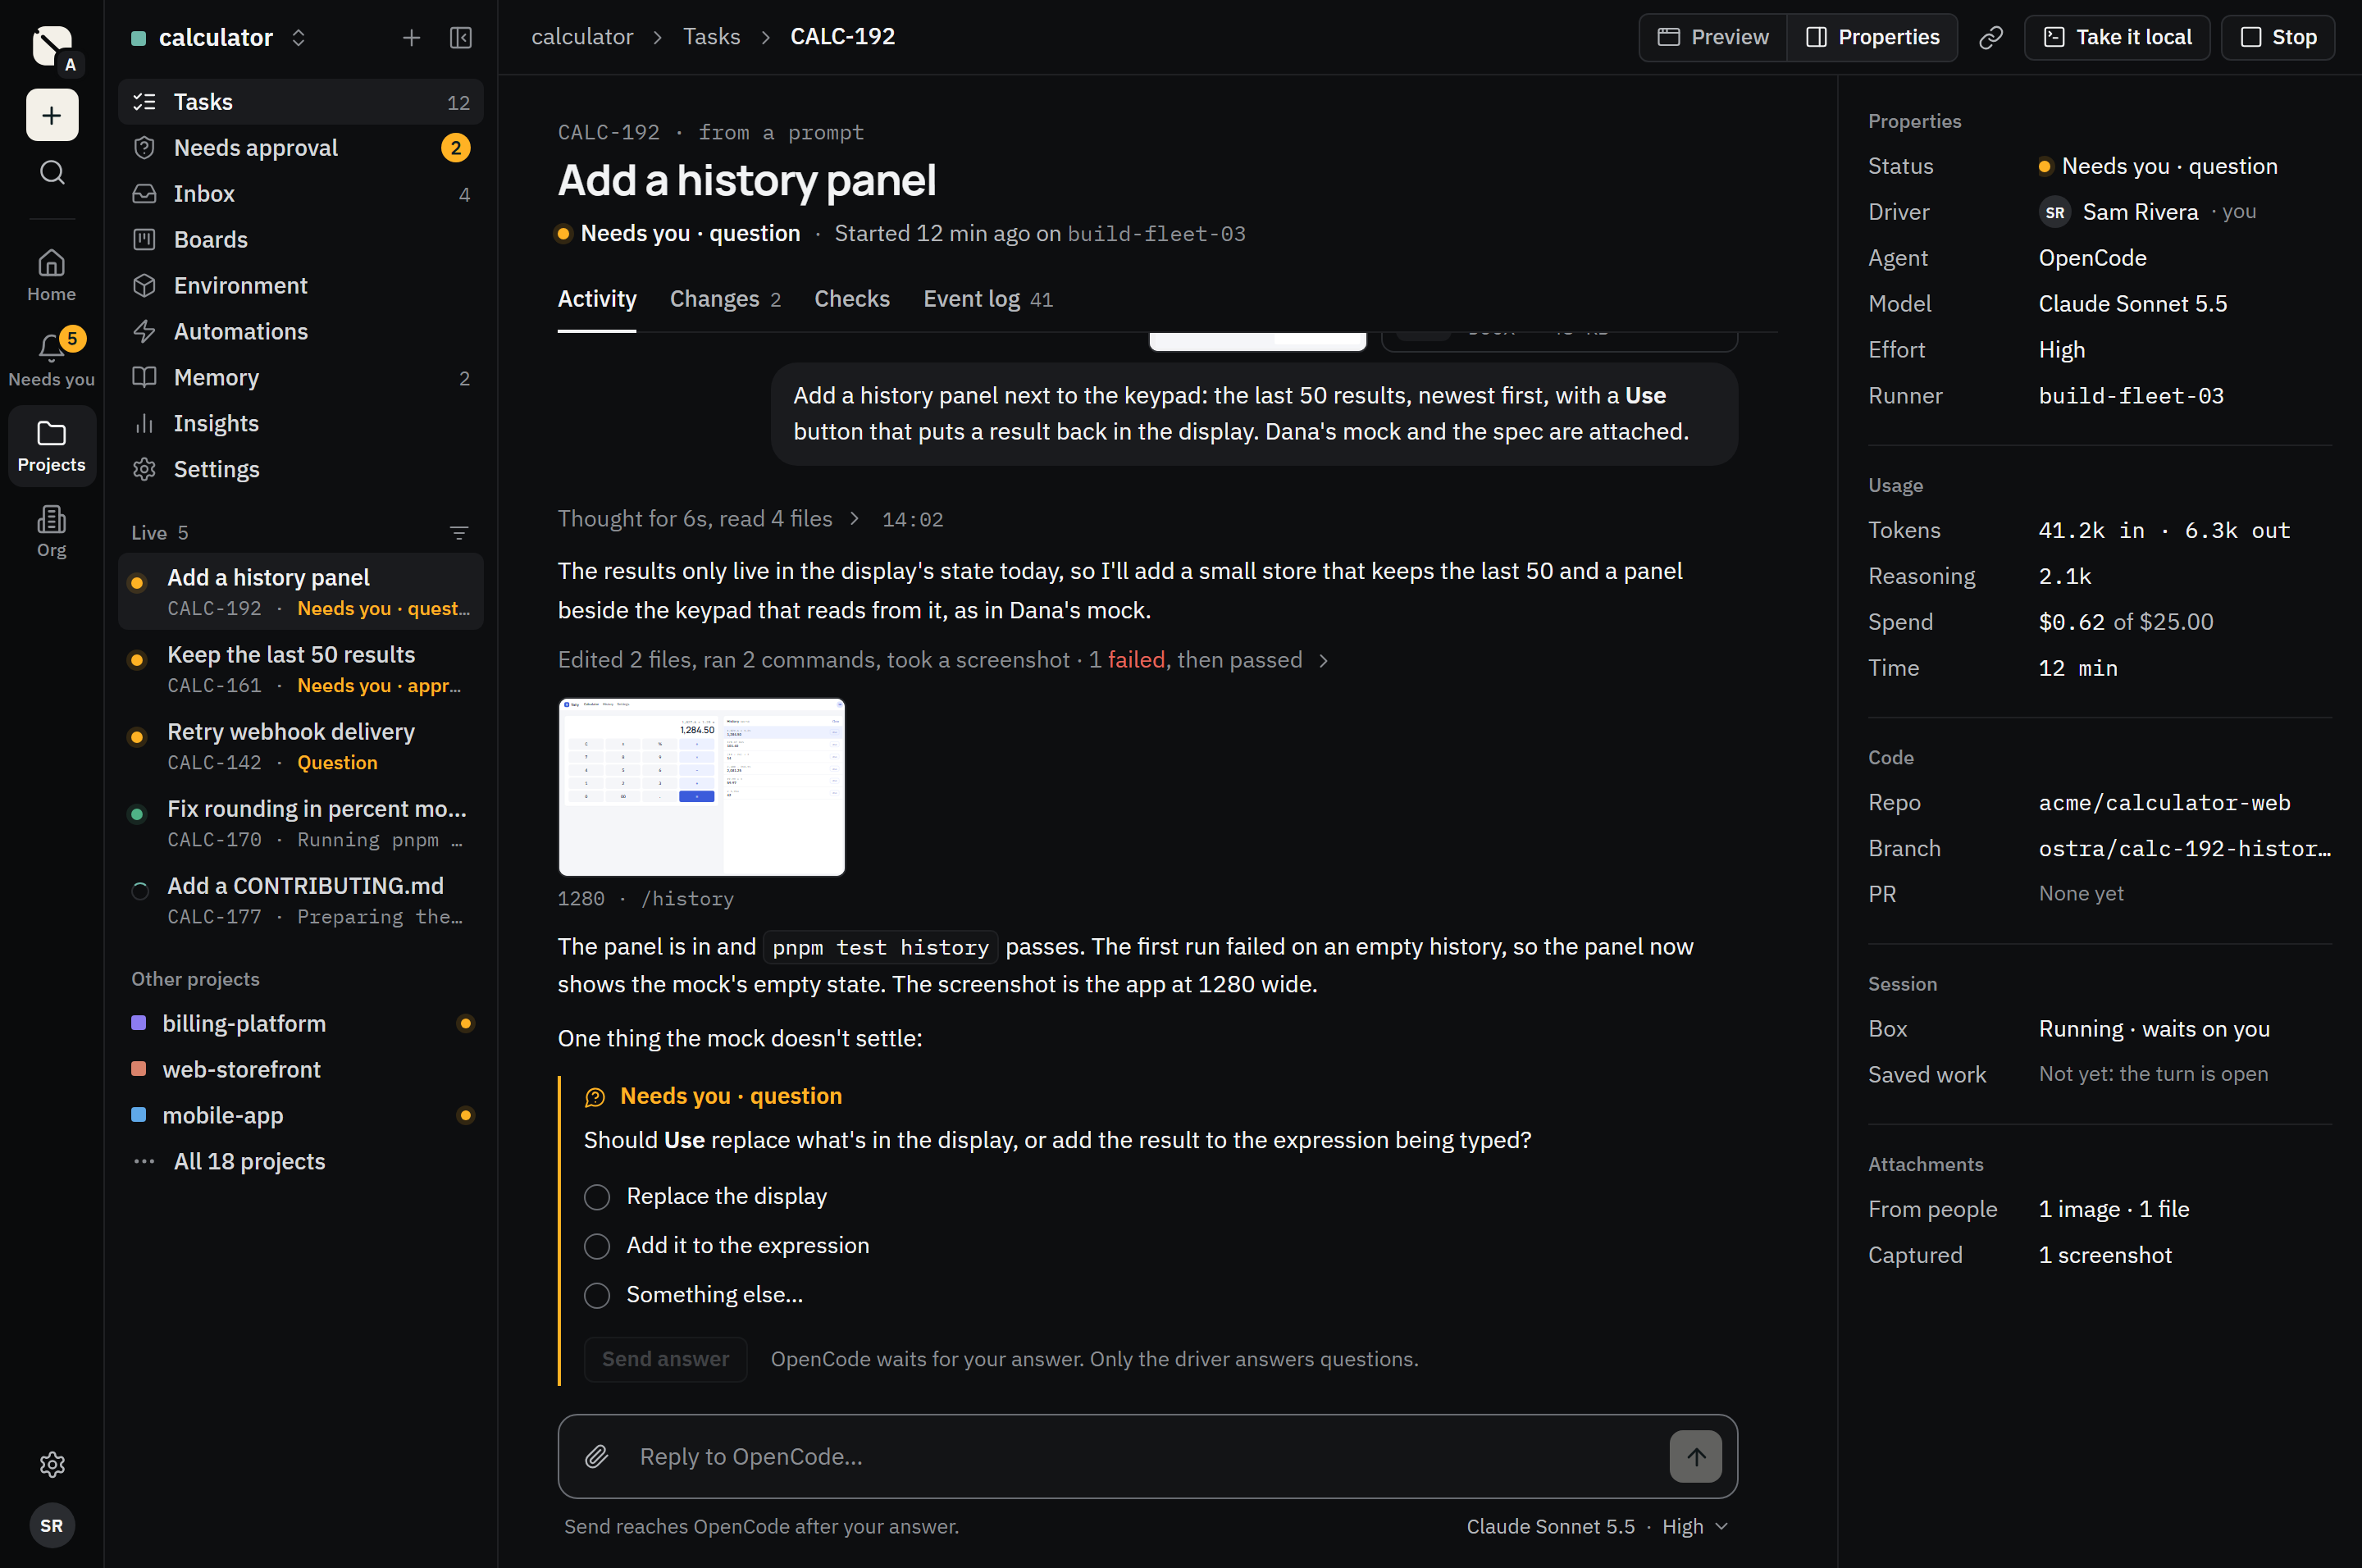 A
Home
5
Needs you
Projects
Org
SR
calculator
Tasks 12
Needs approval 2
Inbox 4
Boards
Environment
Automations
Memory 2
Insights
Settings
Live 5
Add a history panel
CALC-192 · Needs you · quest…
Keep the last 50 results
CALC-161 · Needs you · appr…
Retry webhook delivery
CALC-142 · Question
Fix rounding in percent mo…
CALC-170 · Running pnpm …
Add a CONTRIBUTING.md
CALC-177 · Preparing the…
Other projects
billing-platform
web-storefront
mobile-app
All 18 projects
calculator > Tasks > CALC-192
Preview Properties Take it local Stop
CALC-192 · from a prompt
Add a history panel
Needs you · question · Started 12 min ago on build-fleet-03
Activity Changes 2 Checks Event log 41
Add a history panel next to the keypad: the last 50 results, newest first, with a Use
button that puts a result back in the display. Dana's mock and the spec are attached.
Thought for 6s, read 4 files > 14:02
The results only live in the display's state today, so I'll add a small store that keeps the last 50 and a panel
beside the keypad that reads from it, as in Dana's mock.
Edited 2 files, ran 2 commands, took a screenshot · 1 failed, then passed >
1,284.50
1280 · /history
The panel is in and pnpm test history passes. The first run failed on an empty history, so the panel now
shows the mock's empty state. The screenshot is the app at 1280 wide.
One thing the mock doesn't settle:
Needs you · question
Should Use replace what's in the display, or add the result to the expression being typed?
Replace the display
Add it to the expression
Something else…
Send answer OpenCode waits for your answer. Only the driver answers questions.
Reply to OpenCode…
Send reaches OpenCode after your answer. Claude Sonnet 5.5 · High
Properties
Status Needs you · question
Driver SR Sam Rivera · you
Agent OpenCode
Model Claude Sonnet 5.5
Effort High
Runner build-fleet-03
Usage
Tokens 41.2k in · 6.3k out
Reasoning 2.1k
Spend $0.62 of $25.00
Time 12 min
Code
Repo acme/calculator-web
Branch ostra/calc-192-histor…
PR None yet
Session
Box Running · waits on you
Saved work Not yet: the turn is open
Attachments
From people 1 image · 1 file
Captured 1 screenshot